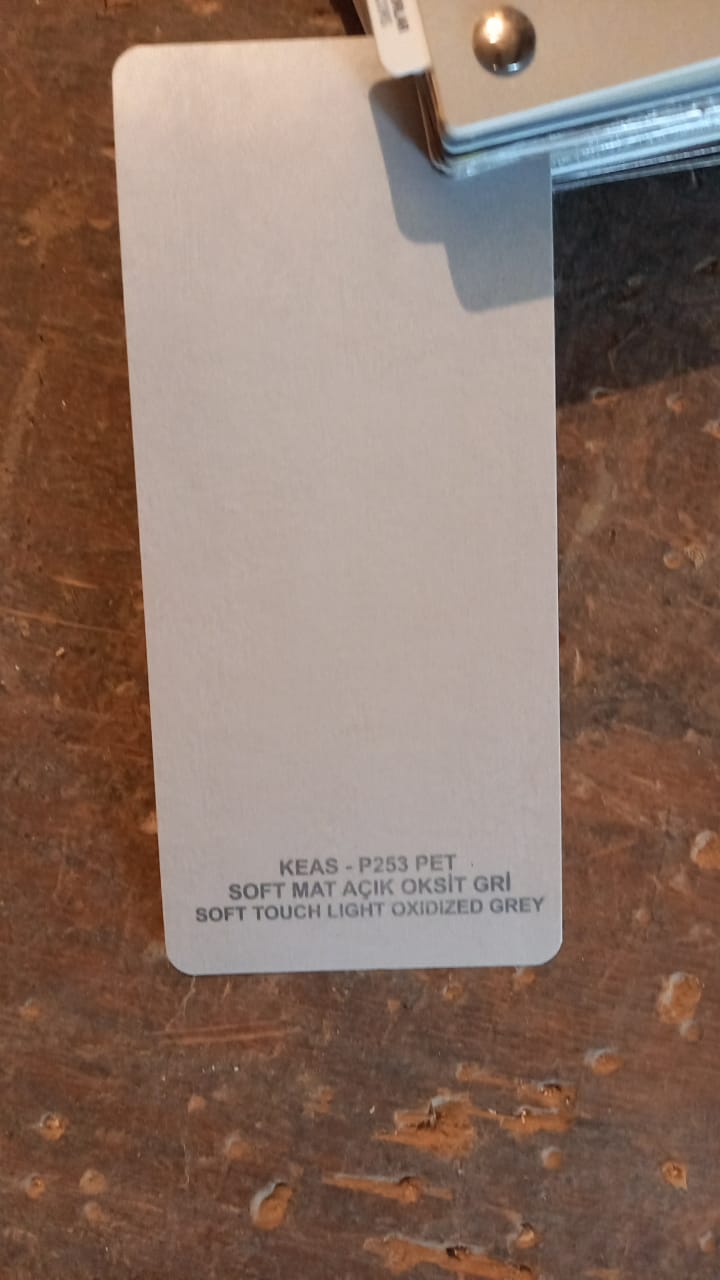 KEAS - P253 PET
SOFT MAT AÇIK OKSİT GRİ
SOFT TOUCH LIGHT OXIDIZED GREY